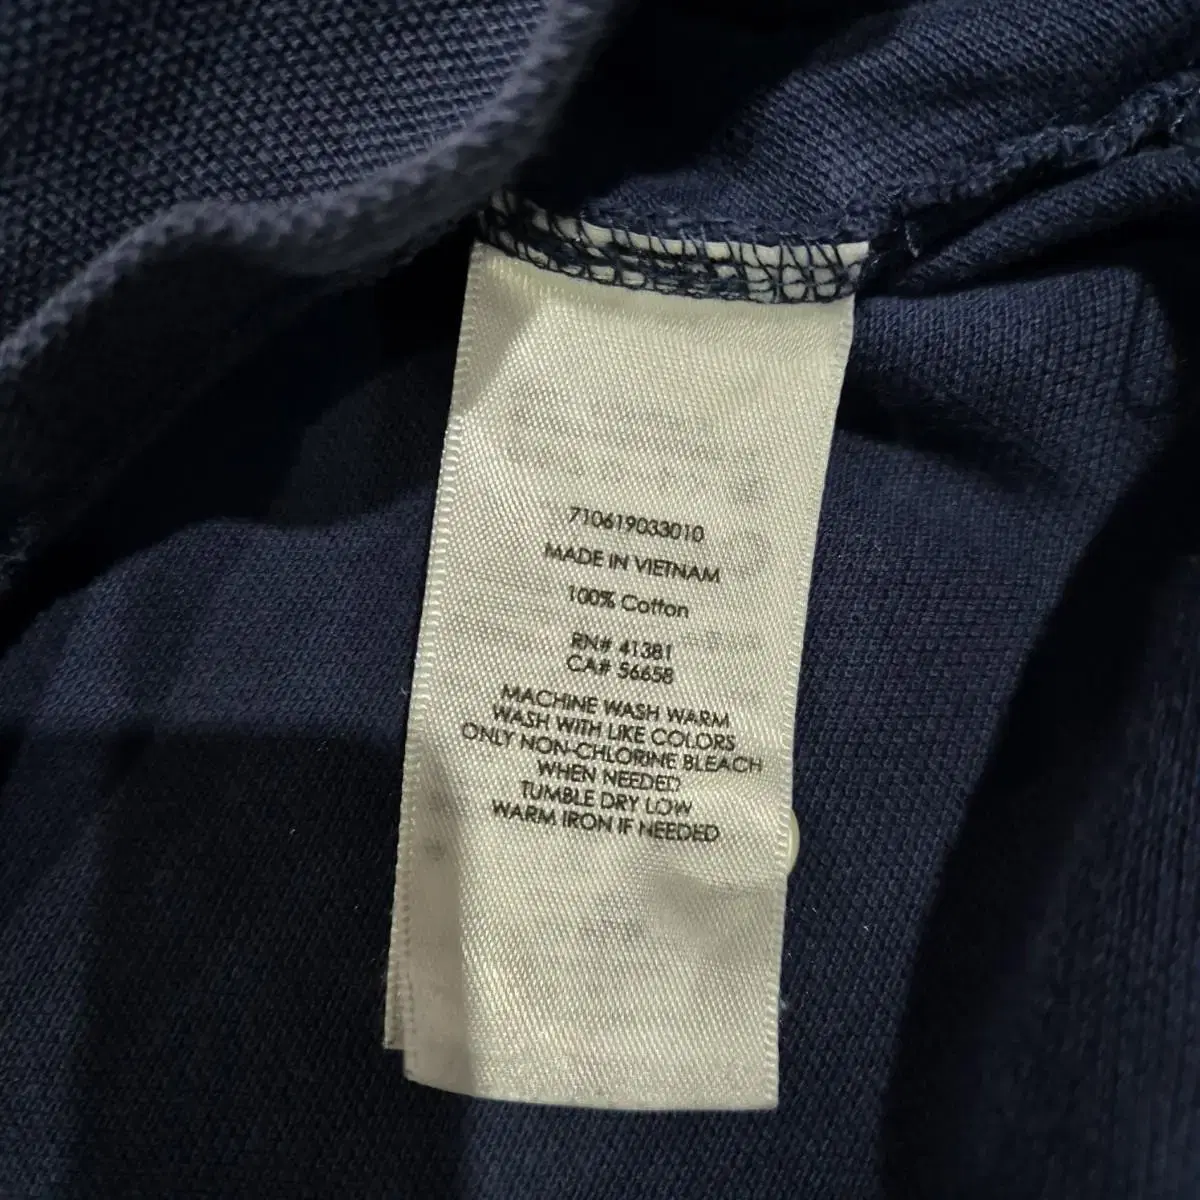 710619033010
MADE IN VIETNAM
100% Cotton
RN# 41381
CA# 56658
MACHINE WASH WARM
WASH WITH LIKE COLORS
ONLY NON-CHLORINE BLEACH
WHEN NEEDED
TUMBLE DRY LOW
WARM IRON IF NEEDED